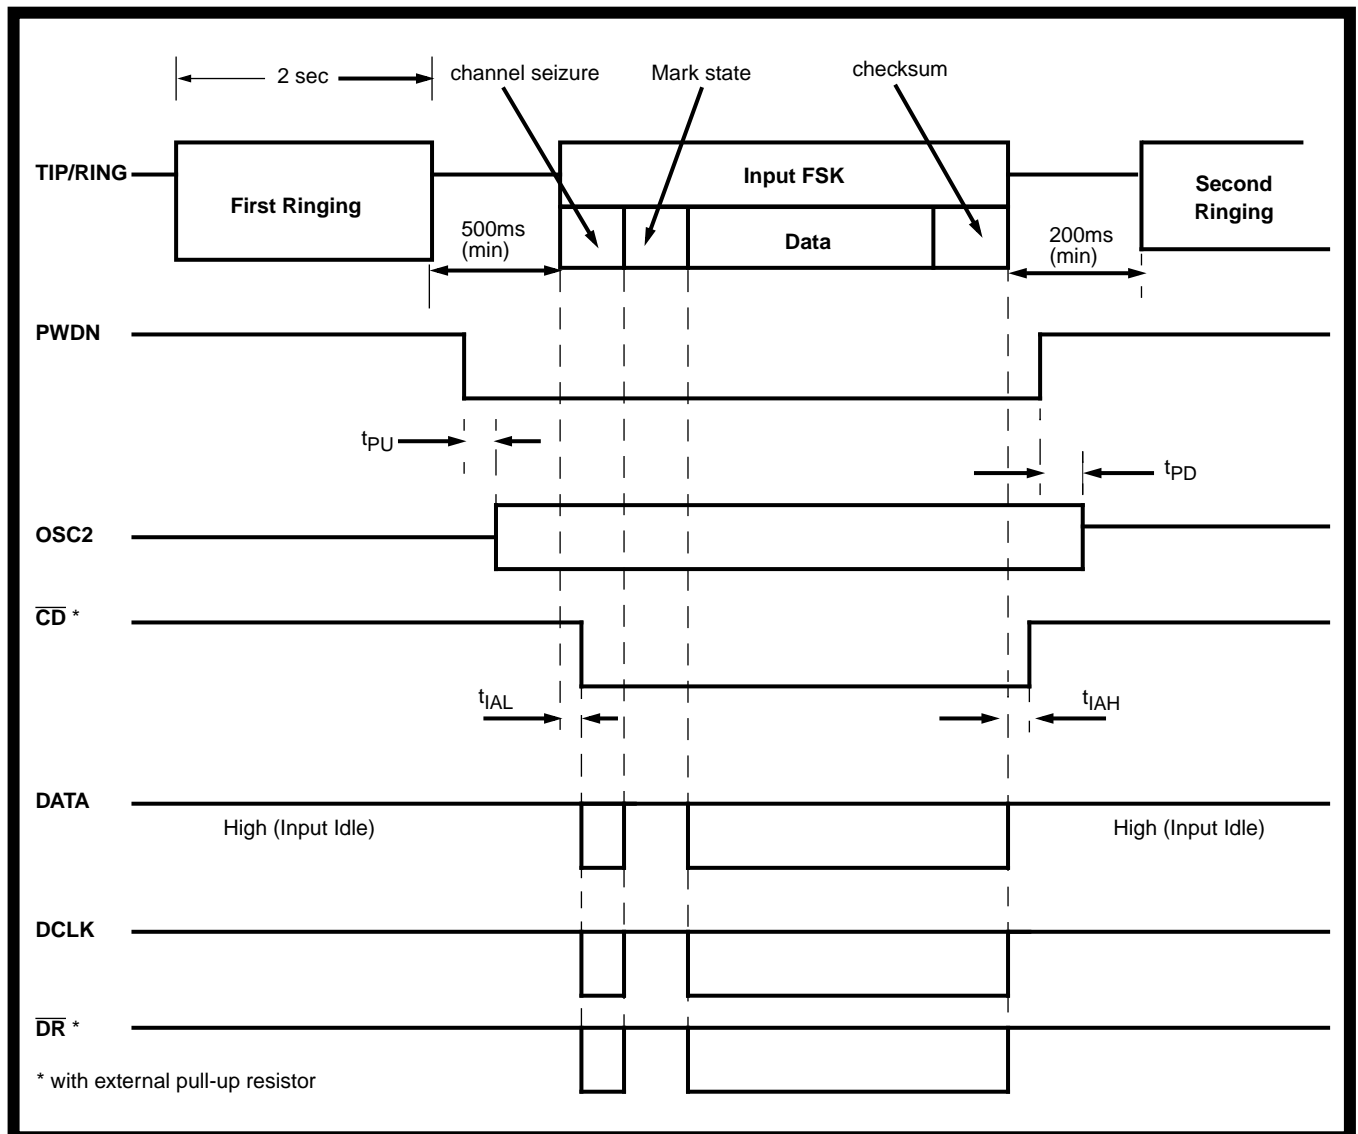 2 sec
channel seizure
Mark state
checksum
TIP/RING
First Ringing
Input FSK
Second
Ringing
500ms
(min)
Data
200ms
(min)
PWDN
tPU
tPD
OSC2
CD *
tIAL
tIAH
DATA
High (Input Idle)
High (Input Idle)
DCLK
DR *
* with external pull-up resistor